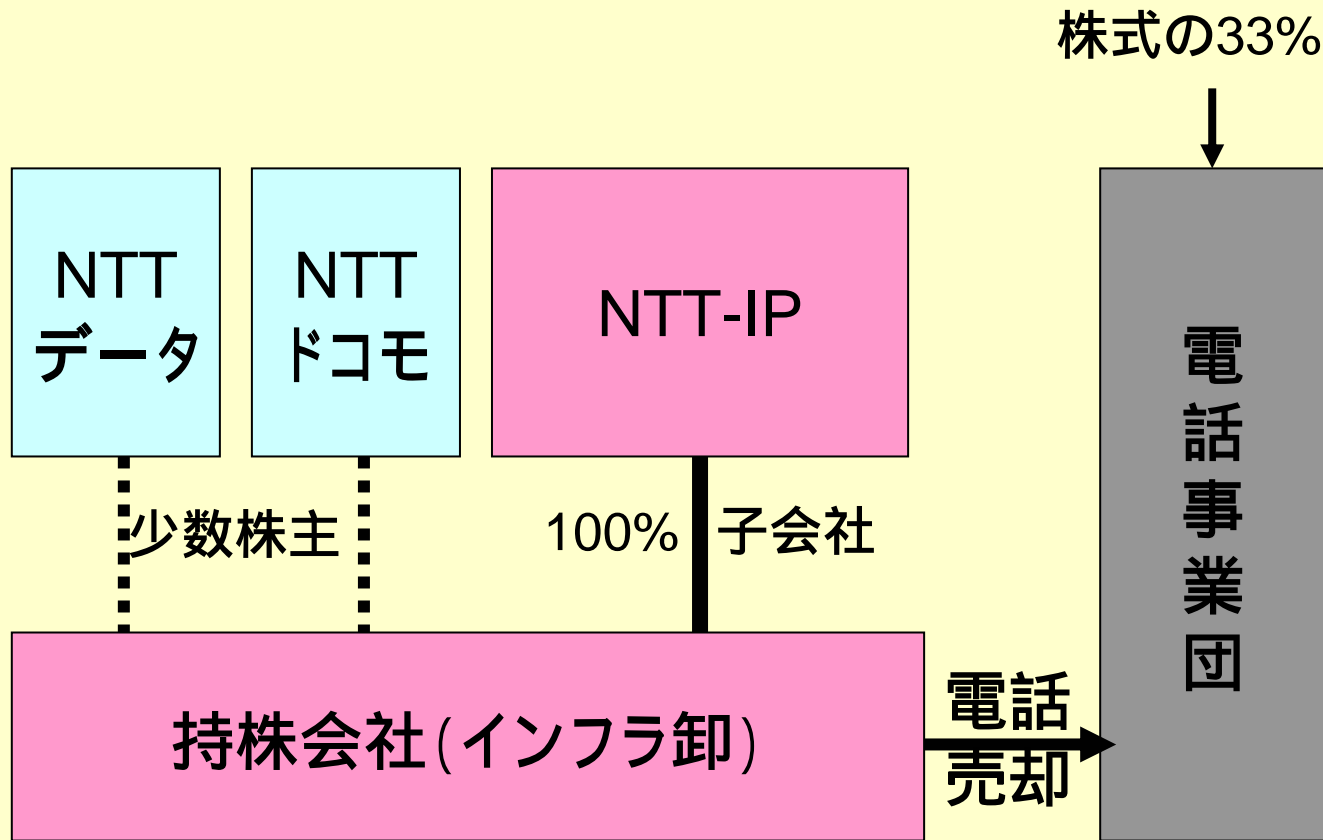 株式の33%
NTT
データ
NTT
ドコモ
NTT-IP
電話事業団
少数株主
100%
子会社
持株会社(インフラ卸)
電話
売却